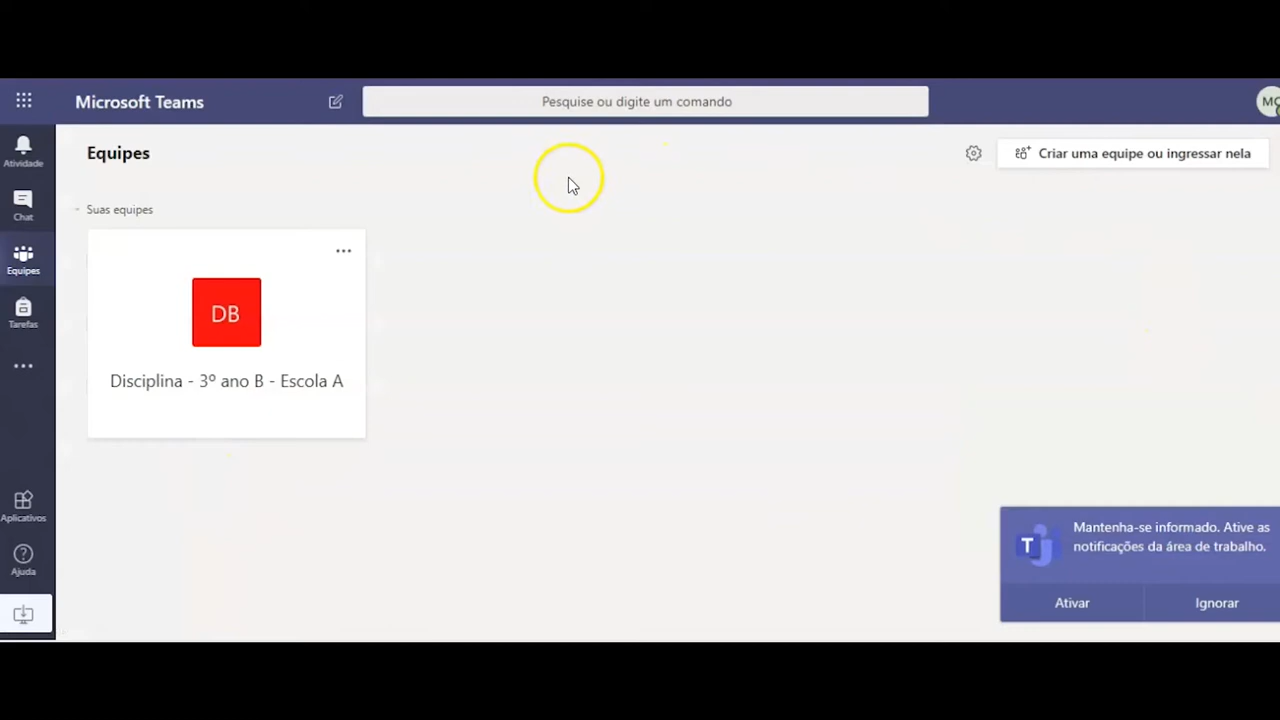 Microsoft Teams
Pesquise ou digite um comando
MC
Atividade
Chat
Equipes
Tarefas
Aplicativos
Ajuda
Equipes
Criar uma equipe ou ingressar nela
Suas equipes
DB
Disciplina - 3º ano B - Escola A
T
Mantenha-se informado. Ative as
notificações da área de trabalho.
Ativar
Ignorar